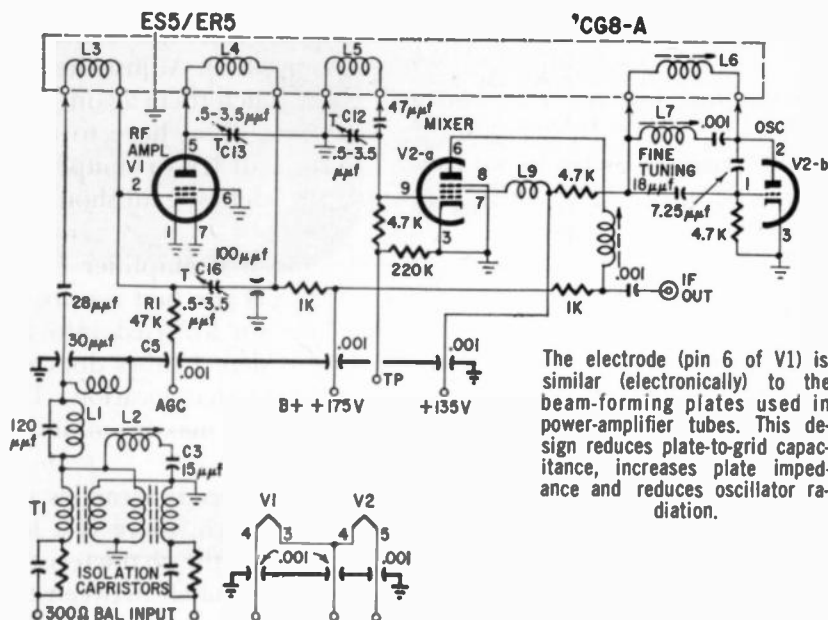 ES5/ER5
'CG8-A
L3
L4
L5
L6
.5-3.5 μμf
T C13
T C12
.5-3.5 μμf
47μμf
MIXER
L7
.001
OSC
RF AMPL
V1
5
2
6
1
7
V2-a
6
9
8
7
3
L9
4.7K
FINE TUNING
18μμf
7.25μμf
2
1
V2-b
3
4.7K
4.7K
220K
100μμf
T C16
.5-3.5 μμf
28μμf
R1
47K
1K
1K
.001
IF OUT
30μμf
C5
.001
.001
.001
AGC
B+ +175V
TP
+135V
L1
120 μμf
L2
C3
15μμf
T1
ISOLATION CAPRISTORS
300Ω BAL INPUT
V1
V2
4
3
4
5
.001
.001
The electrode (pin 6 of V1) is
similar (electronically) to the
beam-forming plates used in
power-amplifier tubes. This de-
sign reduces plate-to-grid capac-
itance, increases plate imped-
ance and reduces oscillator ra-
diation.